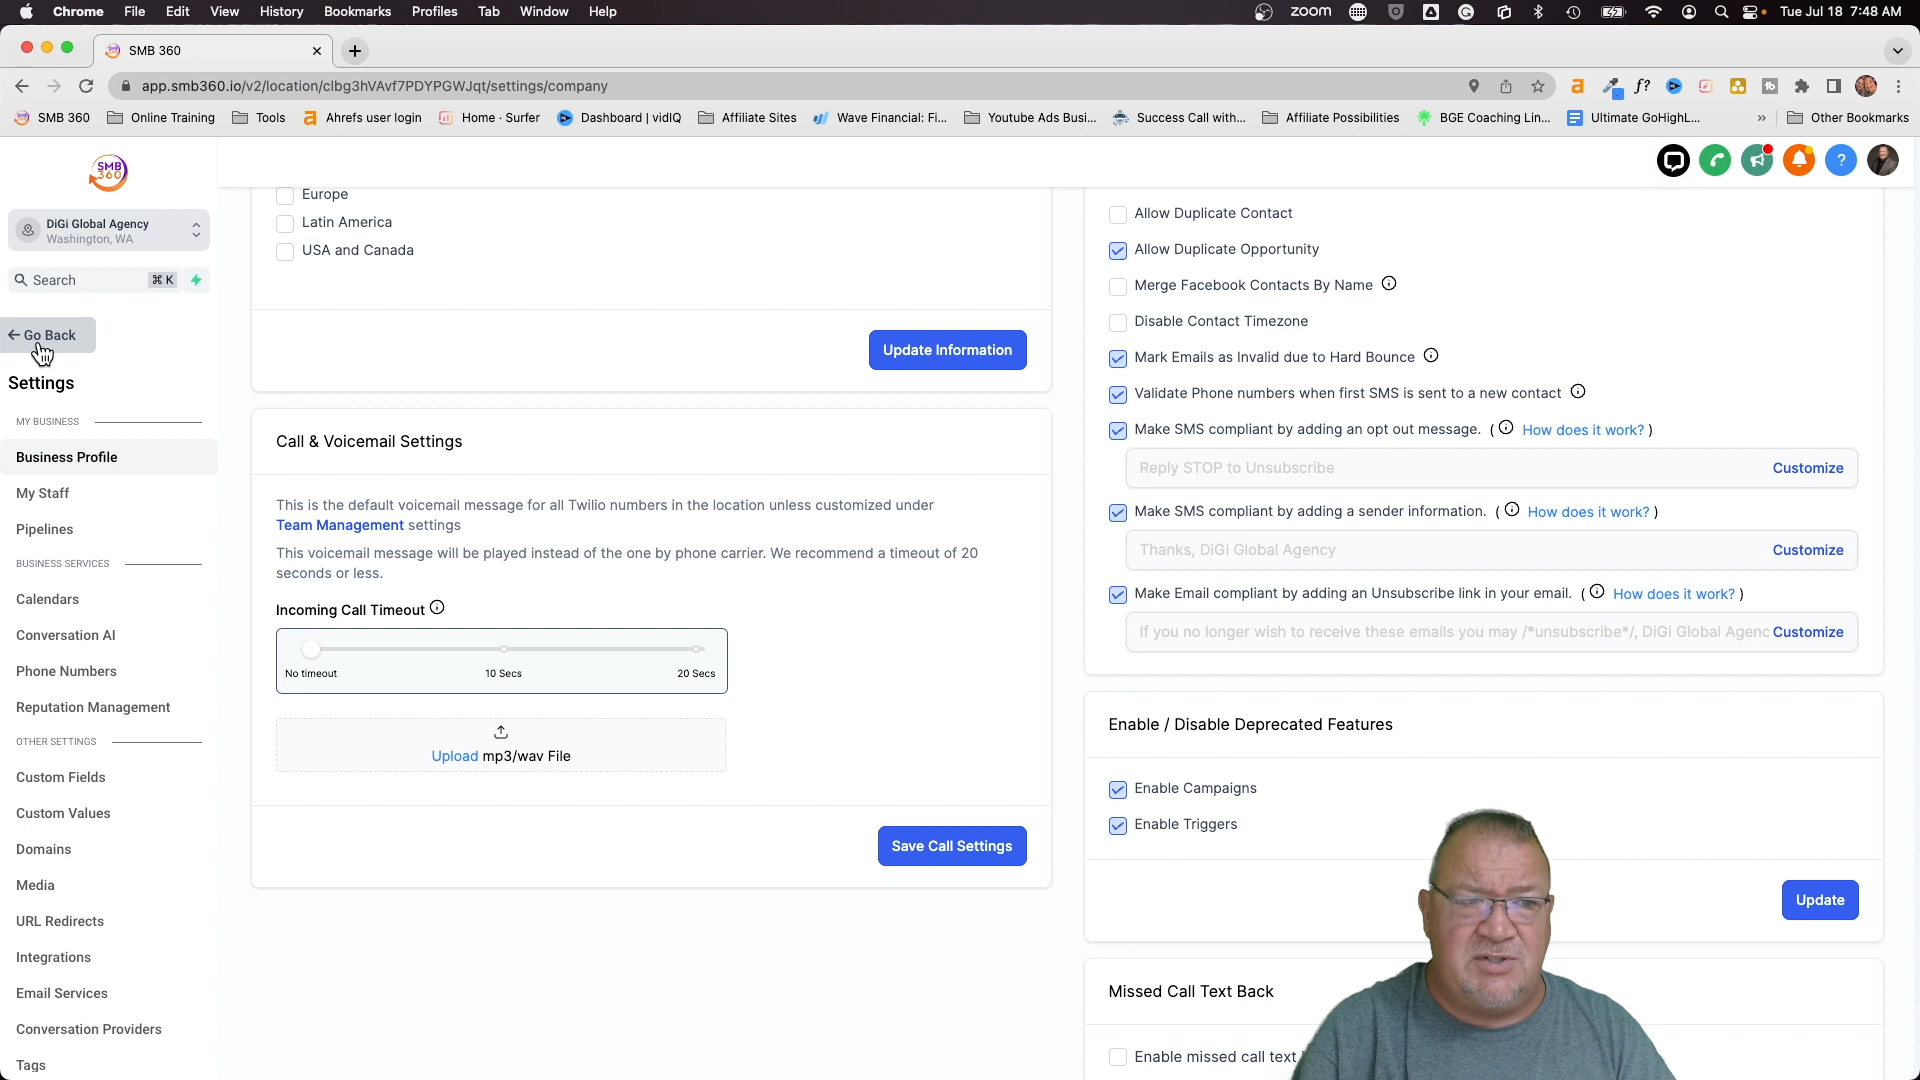 Chrome File Edit View History Bookmarks Profiles Tab Window Help
zoom
Tue Jul 18 7:48 AM
SMB 360
app.smb360.io/v2/location/clbg3hVAvf7PDYPGWJqt/settings/company
SMB 360
Online Training
Tools
Ahrefs user login
Home · Surfer
Dashboard | vidIQ
Affiliate Sites
Wave Financial: Fi...
Youtube Ads Busi...
Success Call with...
Affiliate Possibilities
BGE Coaching Lin...
Ultimate GoHighL...
»
Other Bookmarks
SMB 360
DiGi Global Agency
Washington, WA
Search ⌘ K
Go Back
Settings
MY BUSINESS
Business Profile
My Staff
Pipelines
BUSINESS SERVICES
Calendars
Conversation AI
Phone Numbers
Reputation Management
OTHER SETTINGS
Custom Fields
Custom Values
Domains
Media
URL Redirects
Integrations
Email Services
Conversation Providers
Tags
Europe
Latin America
USA and Canada
Update Information
Call & Voicemail Settings
This is the default voicemail message for all Twilio numbers in the location unless customized under
Team Management settings
This voicemail message will be played instead of the one by phone carrier. We recommend a timeout of 20
seconds or less.
Incoming Call Timeout
No timeout 10 Secs 20 Secs
Upload mp3/wav File
Save Call Settings
Allow Duplicate Contact
Allow Duplicate Opportunity
Merge Facebook Contacts By Name
Disable Contact Timezone
Mark Emails as Invalid due to Hard Bounce
Validate Phone numbers when first SMS is sent to a new contact
Make SMS compliant by adding an opt out message. ( How does it work? )
Reply STOP to Unsubscribe Customize
Make SMS compliant by adding a sender information. ( How does it work? )
Thanks, DiGi Global Agency Customize
Make Email compliant by adding an Unsubscribe link in your email. ( How does it work? )
If you no longer wish to receive these emails you may /*unsubscribe*/, DiGi Global Agenc Customize
Enable / Disable Deprecated Features
Enable Campaigns
Enable Triggers
Update
Missed Call Text Back
Enable missed call text